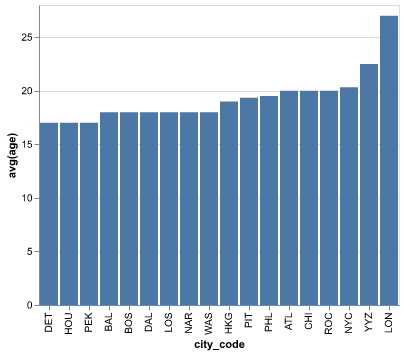 avg(age)
25
20
15
10
5
0
DET HOU PEK BAL BOS DAL LOS NAR WAS HKG PIT PHL ATL CHI ROC NYC YYZ LON
city_code